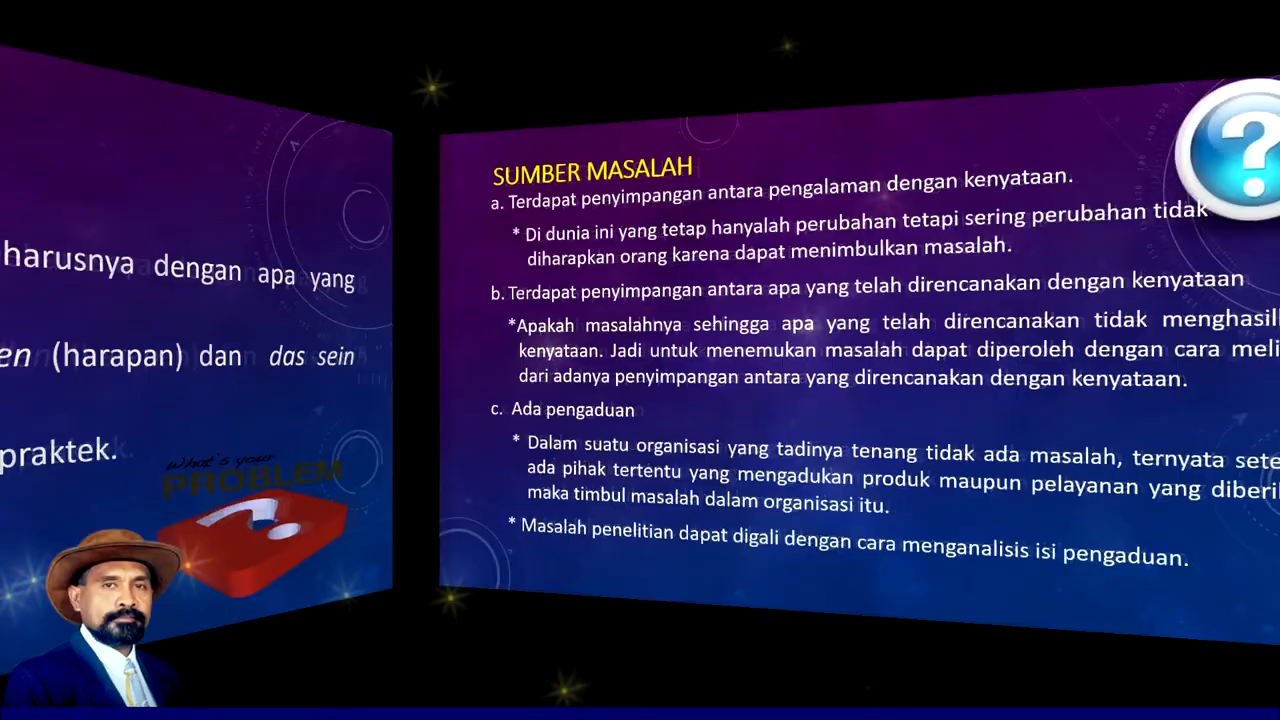 harusnya dengan apa yang
(harapan) dan das sein
praktek.
What's your
PROBLEM
SUMBER MASALAH
a. Terdapat penyimpangan antara pengalaman dengan kenyataan.
* Di dunia ini yang tetap hanyalah perubahan tetapi sering perubahan tidak
diharapkan orang karena dapat menimbulkan masalah.
b. Terdapat penyimpangan antara apa yang telah direncanakan dengan kenyataan
*Apakah masalahnya sehingga apa yang telah direncanakan tidak
kenyataan. Jadi untuk menemukan masalah dapat diperoleh dengan cara
dari adanya penyimpangan antara yang direncanakan dengan kenyataan.
c. Ada pengaduan
* Dalam suatu organisasi yang tadinya tenang tidak ada masalah, ternyata
ada pihak tertentu yang mengadukan produk maupun pelayanan yang
maka timbul masalah dalam organisasi itu.
* Masalah penelitian dapat digali dengan cara menganalisis isi pengaduan.